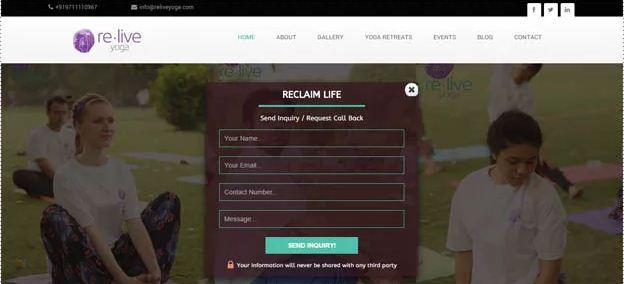 +919711110967 info@reliveyoga.com
re·live
yoga
HOME ABOUT GALLERY YOGA RETREATS EVENTS BLOG CONTACT
re·live
yoga
re·live
yoga
RECLAIM LIFE
Send Inquiry / Request Call Back
Your Name...
Your Email...
Contact Number...
Message...
SEND INQUIRY!
Your information will never be shared with any third party